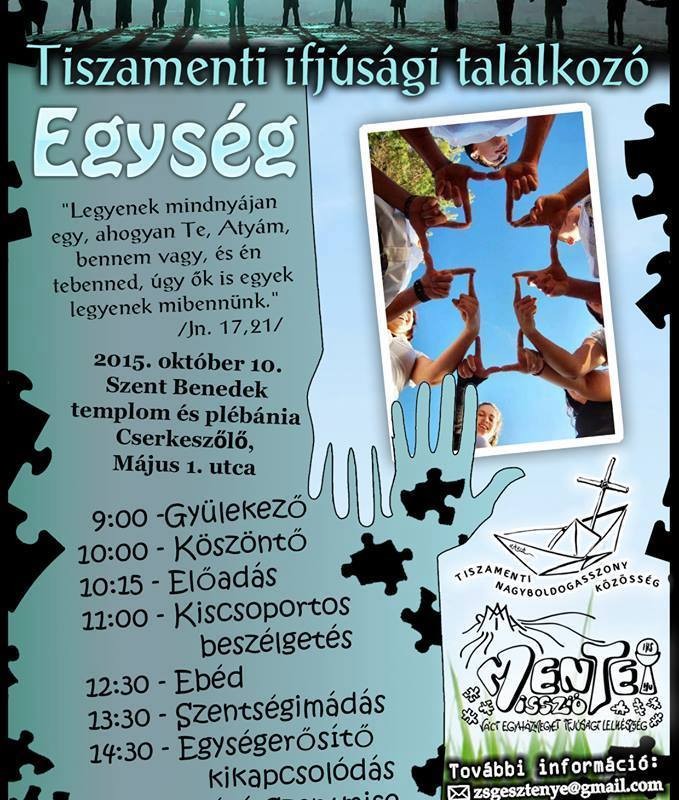 Tiszamenti ifjúsági találkozó
Egység
"Legyenek mindnyájan
egy, ahogyan Te, Atyám,
bennem vagy, és én
tebenned, úgy ők is egyek
legyenek mibennünk."
/Jn. 17,21/
2015. október 10.
Szent Benedek
templom és plébánia
Cserkeszőlő,
Május 1. utca
9:00 -Gyülekező
10:00 - Köszöntő
10:15 - Előadás
11:00 - Kiscsoportos
beszélgetés
12:30 - Ebéd
13:30 - Szentségimádás
14:30 - Egységerősítő
kikapcsolódás
TISZAMENTI
NAGYBOLDOGASSZONY
KÖZÖSSÉG
MENTE
MISSZIÓ
VÁCI EGYHÁZMEGYEI IFJÚSÁGI LELKÉSZSÉG
További információ:
zsgesztenye@gmail.com